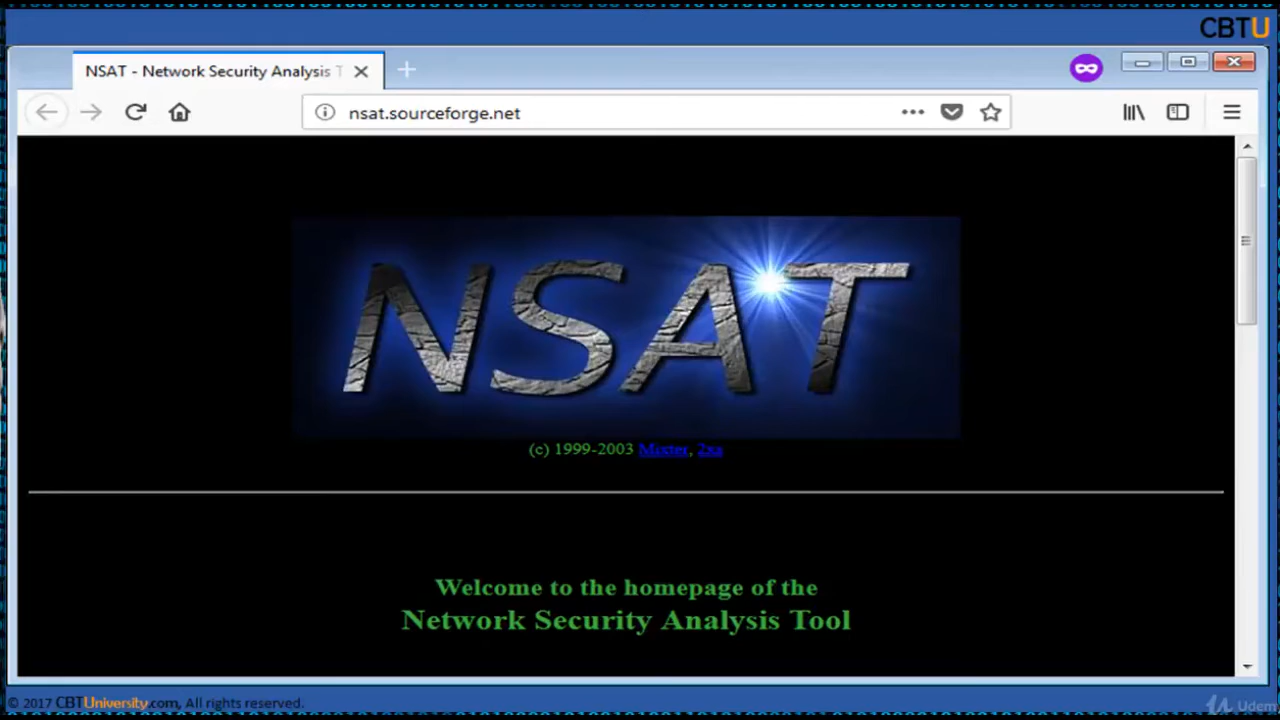 CBTU
NSAT - Network Security Analysis T
nsat.sourceforge.net
NSAT
(c) 1999-2003 Mixter, 2xs
Welcome to the homepage of the
Network Security Analysis Tool
© 2017 CBTUniversity.com, All rights reserved.
Udemy